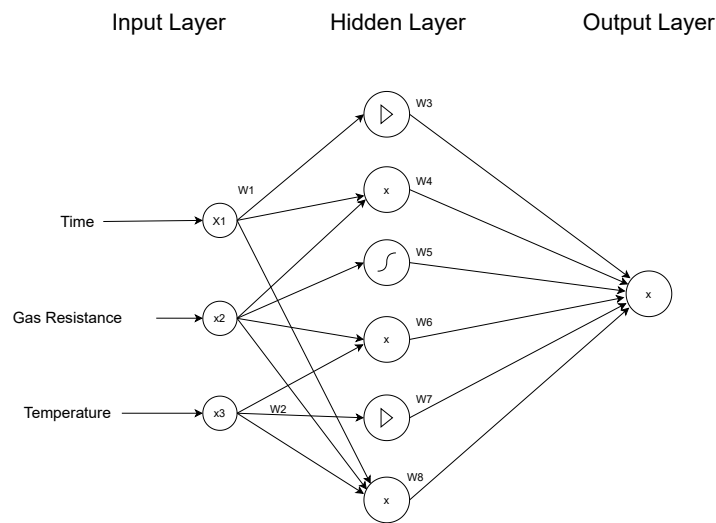 Input Layer
Hidden Layer
Output Layer
W3
W1
W4
x
Time
X1
W5
x
Gas Resistance
x2
W6
x
W7
Temperature
x3
W2
W8
x